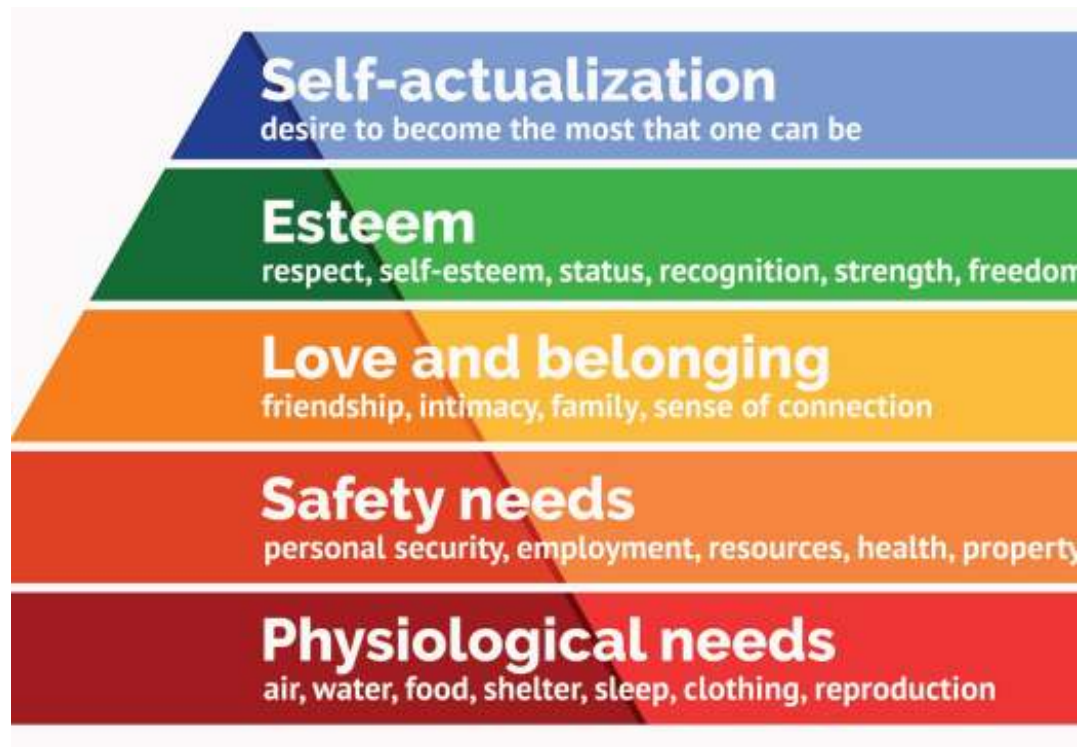 Self-actualization
desire to become the most that one can be
Esteem
respect, self-esteem, status, recognition, strength, freedom
Love and belonging
friendship, intimacy, family, sense of connection
Safety needs
personal security, employment, resources, health, property
Physiological needs
air, water, food, shelter, sleep, clothing, reproduction